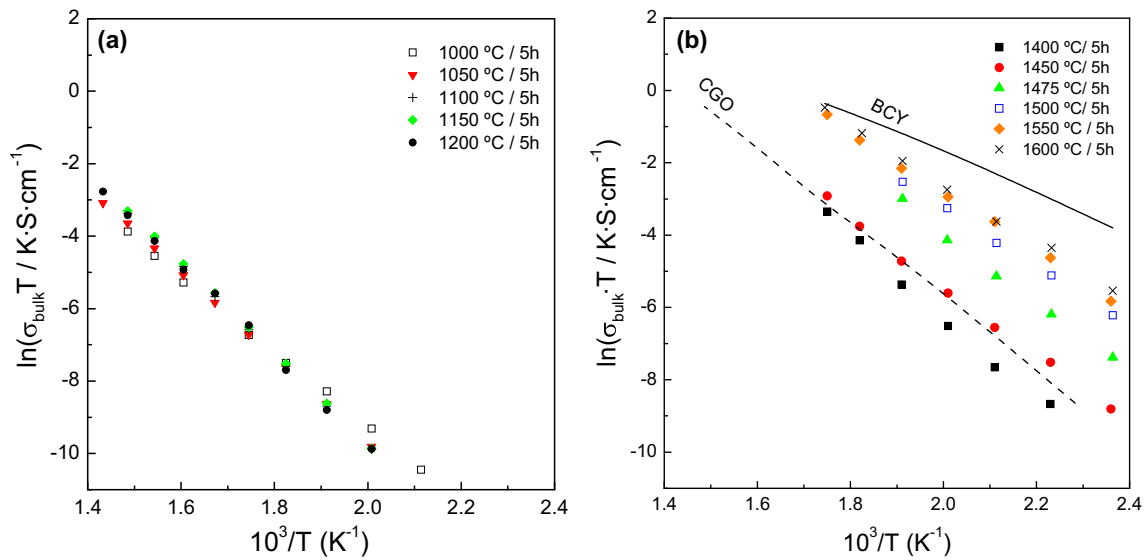 (a)
1000 ºC / 5h
1050 ºC / 5h
1100 ºC / 5h
1150 ºC / 5h
1200 ºC / 5h
2
0
-2
-4
-6
-8
-10
ln(σbulkT / K·S·cm⁻¹)
1.4 1.6 1.8 2.0 2.2 2.4
10³/T (K⁻¹)
(b)
1400 ºC/ 5h
1450 ºC/ 5h
1475 ºC/ 5h
1500 ºC/ 5h
1550 ºC/ 5h
1600 ºC/ 5h
CGO
BCY
2
0
-2
-4
-6
-8
-10
ln(σbulk·T / K·S·cm⁻¹)
1.4 1.6 1.8 2.0 2.2 2.4
10³/T (K⁻¹)